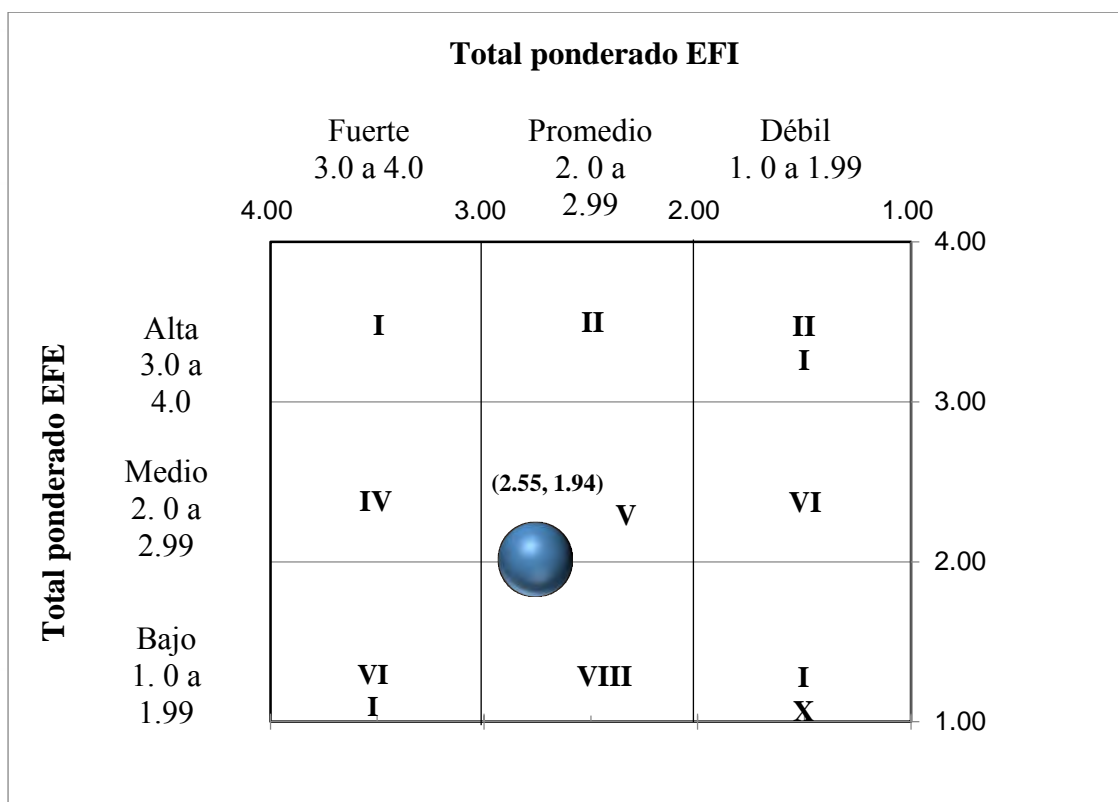 Total ponderado EFI
Fuerte
3.0 a 4.0
Promedio
2. 0 a
2.99
Débil
1. 0 a 1.99
4.00 3.00 2.00 1.00
4.00
Total ponderado EFE
Alta
3.0 a
4.0
I
II
II
I
3.00
Medio
2. 0 a
2.99
IV
(2.55, 1.94)
V
VI
2.00
Bajo
1. 0 a
1.99
VI
I
VIII
I
X
1.00